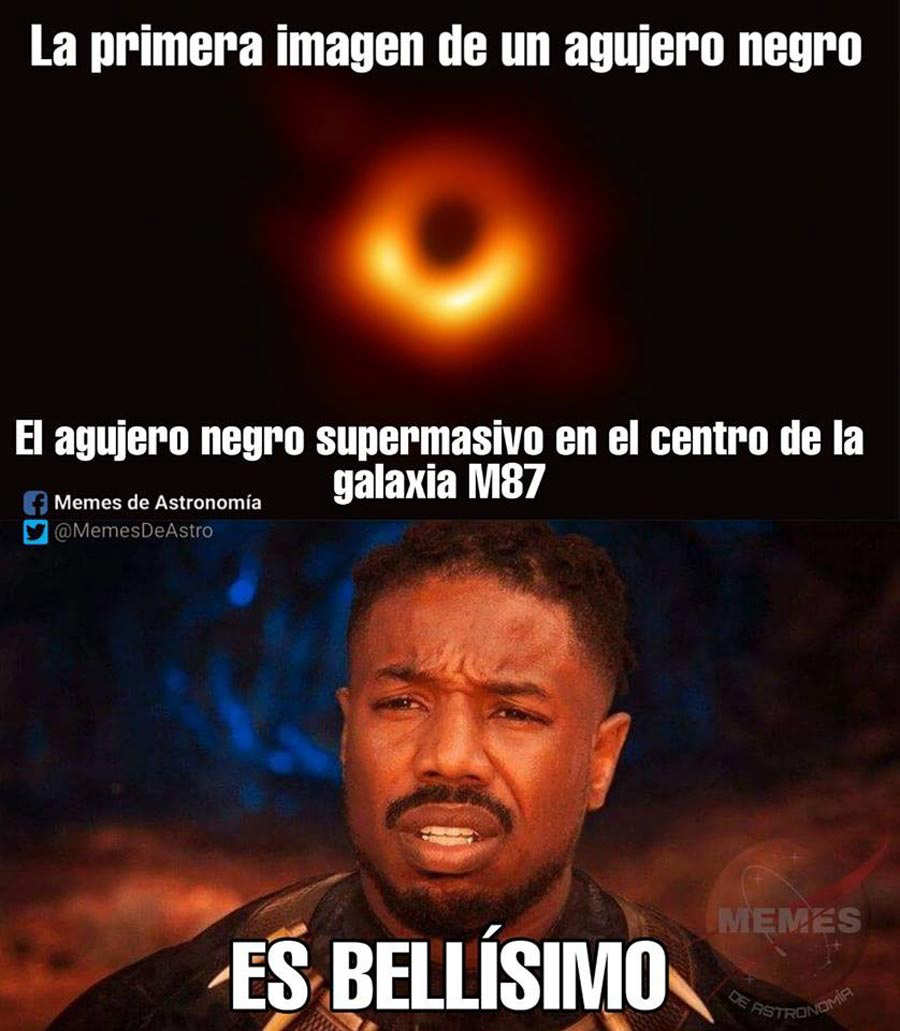 La primera imagen de un agujero negro
El agujero negro supermasivo en el centro de la
galaxia M87
Memes de Astronomía
@MemesDeAstro
MEMES
DE ASTRONOMÍA
ES BELLÍSIMO